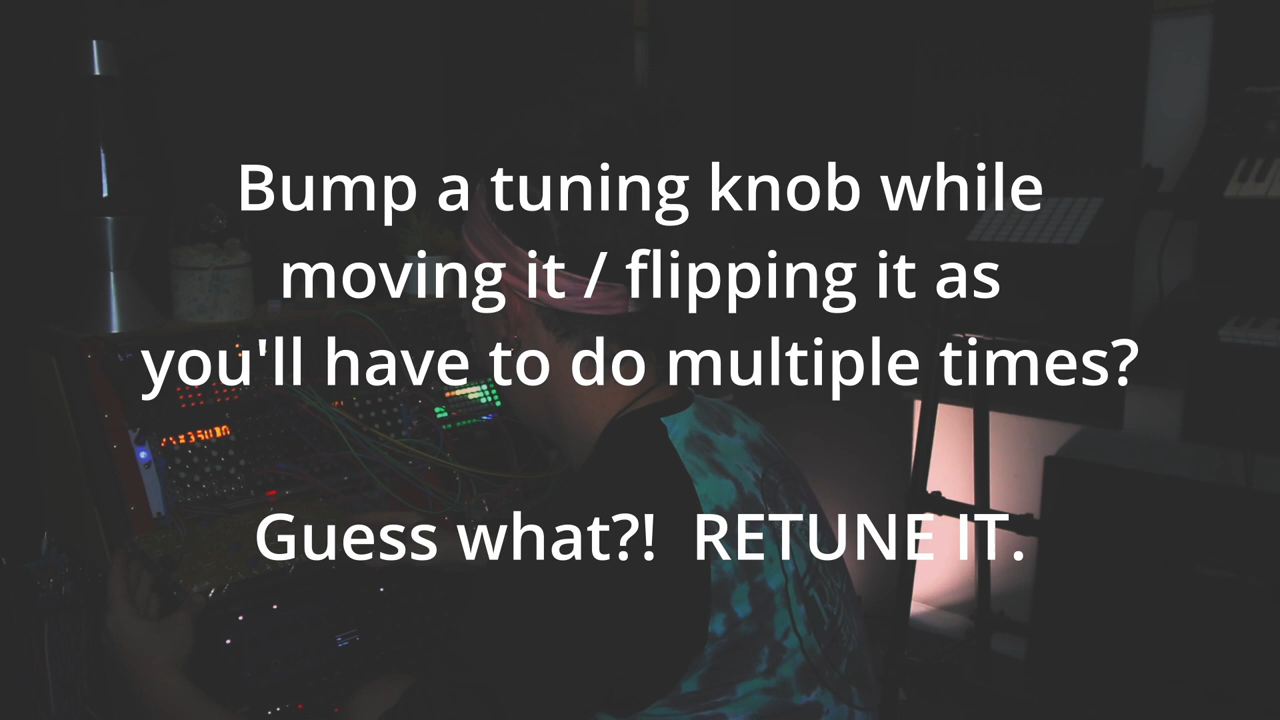 Bump a tuning knob while
moving it / flipping it as
you'll have to do multiple times?
Guess what?!  RETUNE IT.